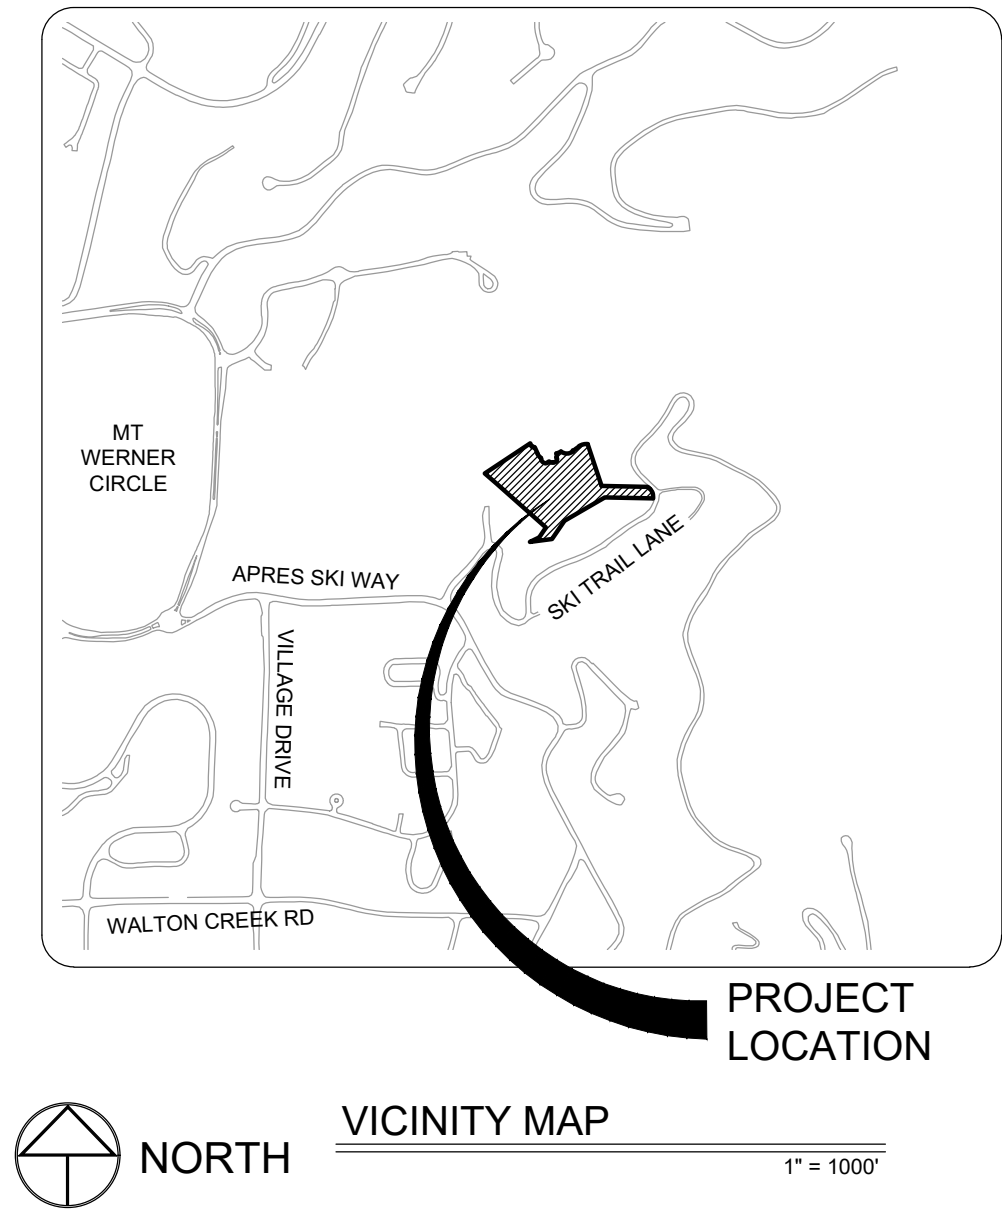 MT
WERNER
CIRCLE
APRES SKI WAY
SKI TRAIL LANE
VILLAGE DRIVE
WALTON CREEK RD
PROJECT
LOCATION
NORTH
VICINITY MAP
1" = 1000'